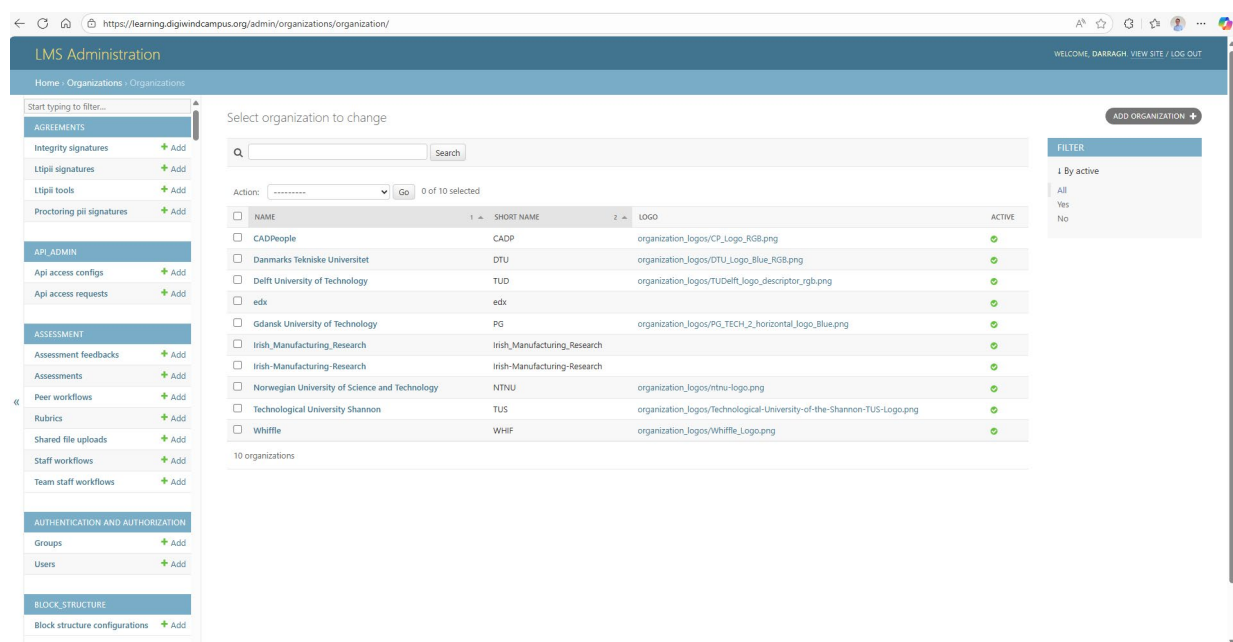 https://learning.digiwindcampus.org/admin/organizations/organization/
LMS Administration
WELCOME, DARRAGH. VIEW SITE / LOG OUT
Home › Organizations › Organizations
Start typing to filter...
AGREEMENTS
Integrity signatures + Add
Ltipii signatures + Add
Ltipii tools + Add
Proctoring pii signatures + Add
API_ADMIN
Api access configs + Add
Api access requests + Add
ASSESSMENT
Assessment feedbacks + Add
Assessments + Add
Peer workflows + Add
Rubrics + Add
Shared file uploads + Add
Staff workflows + Add
Team staff workflows + Add
AUTHENTICATION AND AUTHORIZATION
Groups + Add
Users + Add
BLOCK_STRUCTURE
Block structure configurations + Add
«
Select organization to change
ADD ORGANIZATION +
Search
Action: --------- Go 0 of 10 selected
NAME 1 SHORT NAME 2 LOGO ACTIVE
CADPeople CADP organization_logos/CP_Logo_RGB.png
Danmarks Tekniske Universitet DTU organization_logos/DTU_Logo_Blue_RGB.png
Delft University of Technology TUD organization_logos/TUDelft_logo_descriptor_rgb.png
edx edx
Gdansk University of Technology PG organization_logos/PG_TECH_2_horizontal_logo_Blue.png
Irish_Manufacturing_Research Irish_Manufacturing_Research
Irish-Manufacturing-Research Irish-Manufacturing-Research
Norwegian University of Science and Technology NTNU organization_logos/ntnu-logo.png
Technological University Shannon TUS organization_logos/Technological-University-of-the-Shannon-TUS-Logo.png
Whiffle WHIF organization_logos/Whiffle_Logo.png
10 organizations
FILTER
↓ By active
All
Yes
No